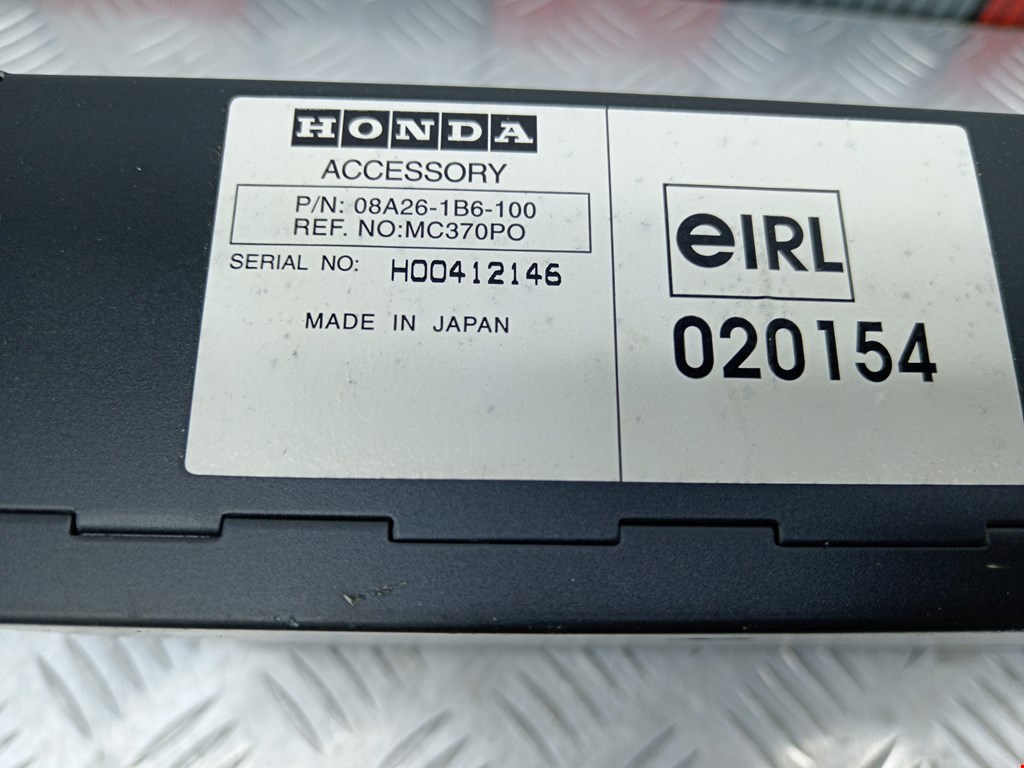 HONDA
ACCESSORY
P/N: 08A26-1B6-100
REF. NO:MC370PO
SERIAL NO: H00412146
MADE IN JAPAN
eIRL
020154